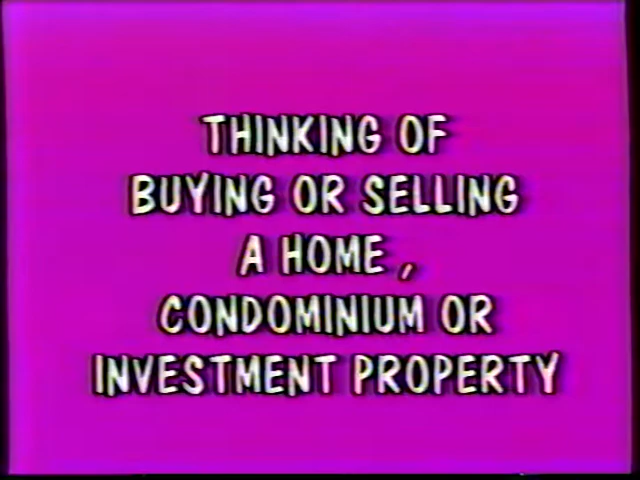 THINKING OF
BUYING OR SELLING
A HOME ,
CONDOMINIUM OR
INVESTMENT PROPERTY